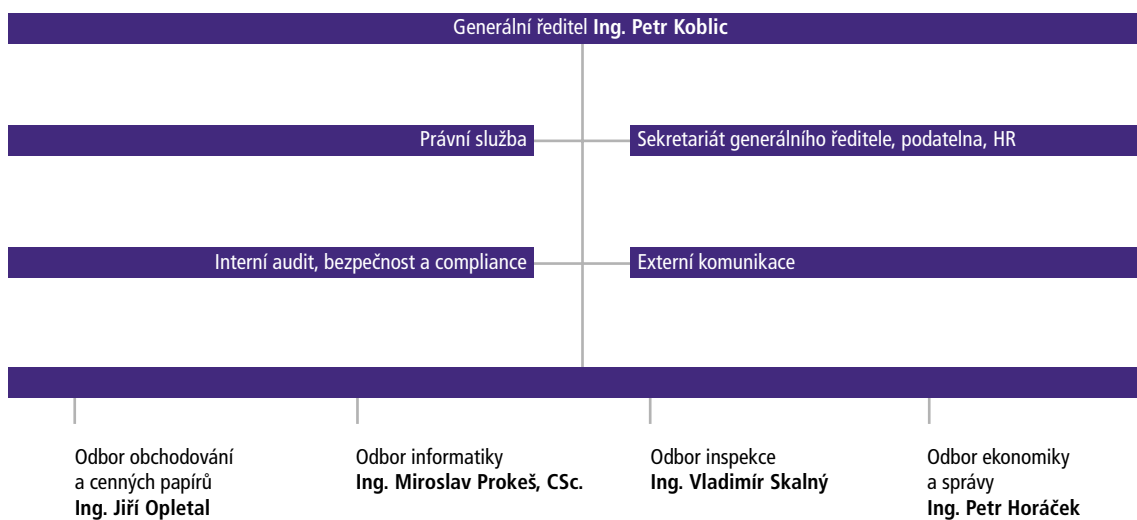 Generální ředitel Ing. Petr Koblic
Právní služba
Sekretariát generálního ředitele, podatelna, HR
Interní audit, bezpečnost a compliance
Externí komunikace
Odbor obchodování
a cenných papírů
Ing. Jiří Opletal
Odbor informatiky
Ing. Miroslav Prokeš, CSc.
Odbor inspekce
Ing. Vladimír Skalný
Odbor ekonomiky
a správy
Ing. Petr Horáček